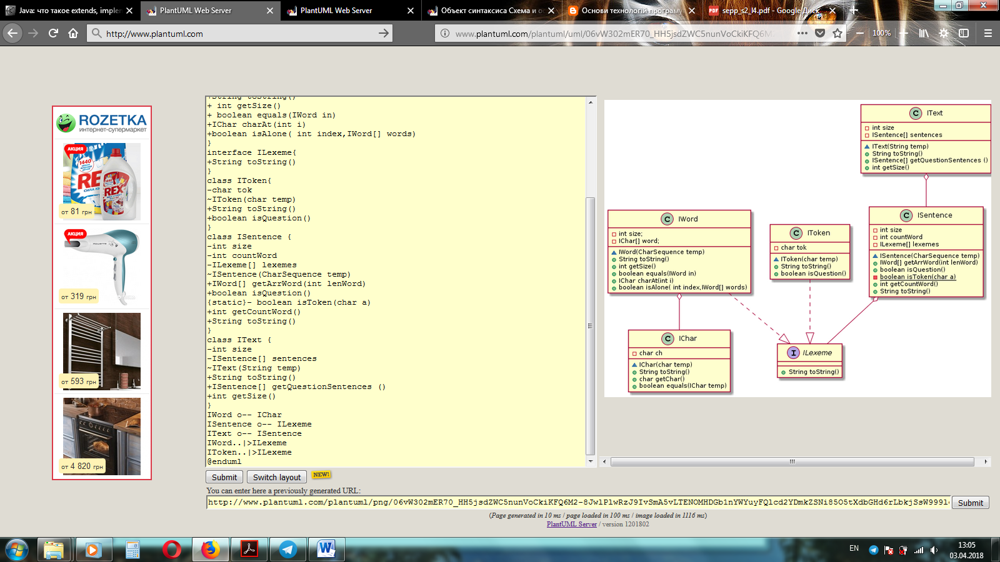 Java: что такое extends, implem
PlantUML Web Server
PlantUML Web Server
Объект синтаксиса Схема и ос
Основи технологій програму
PDF sepp_s2_l4.pdf - Google Диск
http://www.plantuml.com
www.plantuml.com/plantuml/uml/06vW302mER70_HH5jsdZWC5nunVoCkiKFQ6M
100%
ROZETKA
интернет-супермаркет
АКЦИЯ
1440
REX
СИЛА
REX
от 81 грн
АКЦИЯ
от 319 грн
от 593 грн
от 4 820 грн
+String toString()
+ int getSize()
+ boolean equals(IWord in)
+IChar charAt(int i)
+boolean isAlone( int index,IWord[] words)
}
interface ILexeme{
+String toString()
}
class IToken{
-char tok
~IToken(char temp)
+String toString()
+boolean isQuestion()
}
class ISentence {
-int size
-int countWord
-ILexeme[] lexemes
~ISentence(CharSequence temp)
+IWord[] getArrWord(int lenWord)
+boolean isQuestion()
{static}- boolean isToken(char a)
+int getCountWord()
+String toString()
}
class IText {
-int size
-ISentence[] sentences
~IText(String temp)
+String toString()
+ISentence[] getQuestionSentences ()
+int getSize()
}
IWord o-- IChar
ISentence o-- ILexeme
IText o-- ISentence
IWord..|>ILexeme
IToken..|>ILexeme
@enduml
C IText
int size
ISentence[] sentences
IText(String temp)
String toString()
ISentence[] getQuestionSentences ()
int getSize()
C IWord
int size;
IChar[] word;
IWord(CharSequence temp)
String toString()
int getSize()
boolean equals(IWord in)
IChar charAt(int i)
boolean isAlone( int index,IWord[] words)
C IToken
char tok
IToken(char temp)
String toString()
boolean isQuestion()
C ISentence
int size
int countWord
ILexeme[] lexemes
ISentence(CharSequence temp)
IWord[] getArrWord(int lenWord)
boolean isQuestion()
boolean isToken(char a)
int getCountWord()
String toString()
C IChar
char ch
IChar(char temp)
String toString()
char getChar()
boolean equals(IChar temp)
I ILexeme
String toString()
Submit
Switch layout
NEW!
You can enter here a previously generated URL:
http://www.plantuml.com/plantuml/png/06vW302mER70_HH5jsdZWC5nunVoCkiKFQ6M2-8JwlPlwRzJ9IvSmA5vLTENOMHDGb1nYWYuyFQlcd2YDmkZSNi85O5tXdbGHd6rLbkjSsW999l
Submit
(Page generated in 10 ms / page loaded in 100 ms / image loaded in 1116 ms)
PlantUML Server / version 1201802
EN
13:05
03.04.2018